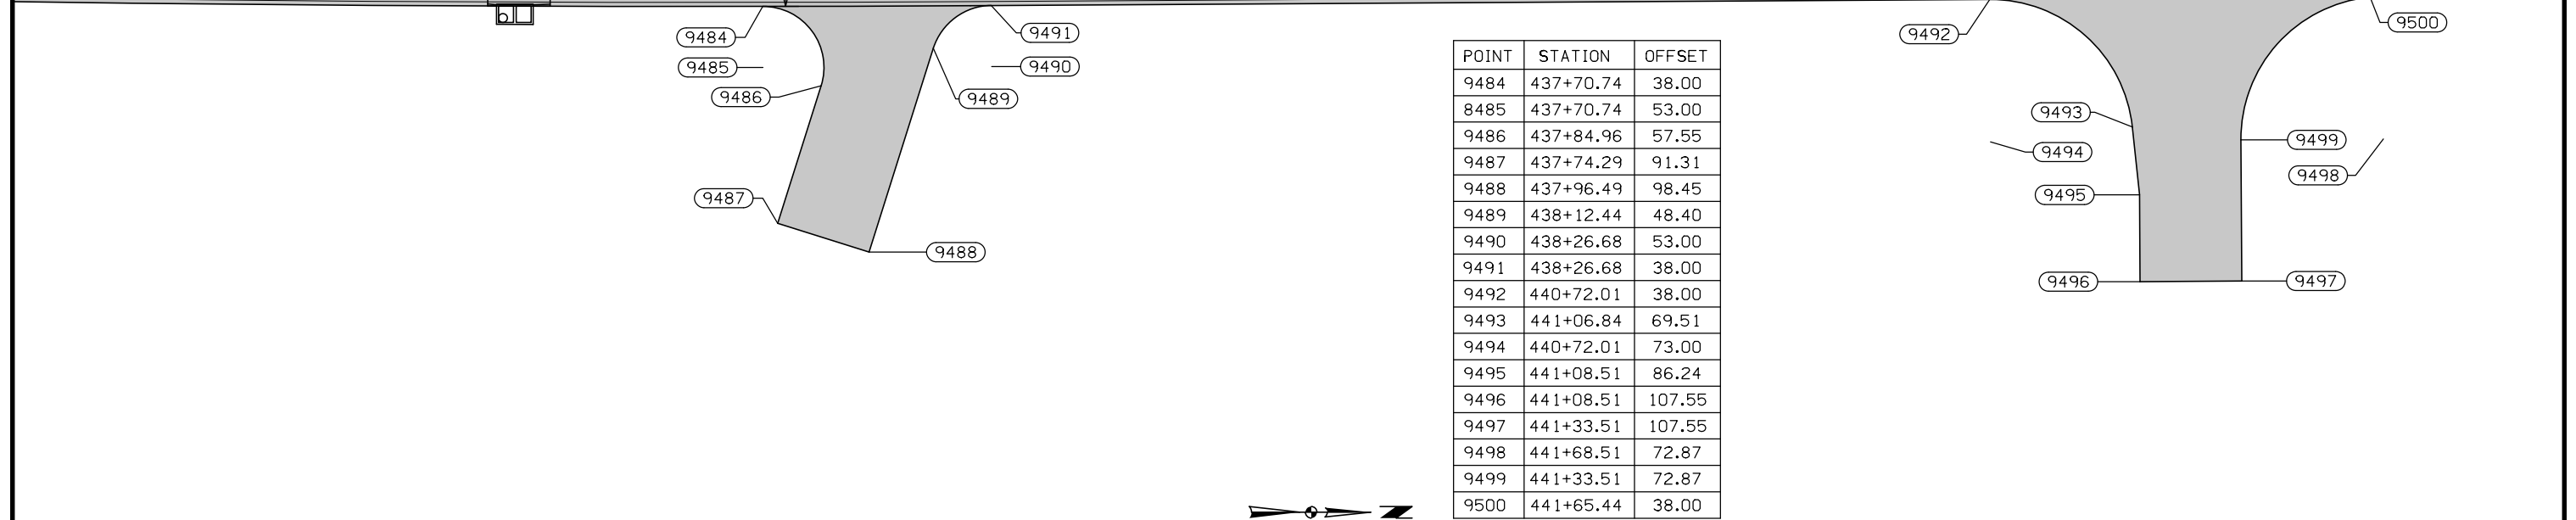 9484
9485
9486
9487
9488
9489
9490
9491
POINT STATION OFFSET
9484 437+70.74 38.00
8485 437+70.74 53.00
9486 437+84.96 57.55
9487 437+74.29 91.31
9488 437+96.49 98.45
9489 438+12.44 48.40
9490 438+26.68 53.00
9491 438+26.68 38.00
9492 440+72.01 38.00
9493 441+06.84 69.51
9494 440+72.01 73.00
9495 441+08.51 86.24
9496 441+08.51 107.55
9497 441+33.51 107.55
9498 441+68.51 72.87
9499 441+33.51 72.87
9500 441+65.44 38.00
9492
9493
9494
9495
9496
9497
9498
9499
9500
Z